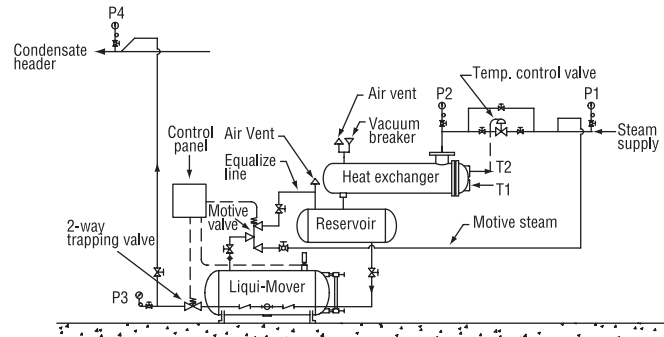 P4
Condensate
header
Temp. control valve
P2
P1
Air vent
Vacuum
breaker
Steam
supply
Control
panel
Air Vent
Equalize
line
T2
Heat exchanger
T1
Motive
valve
Reservoir
Motive steam
2-way
trapping valve
P3
Liqui-Mover